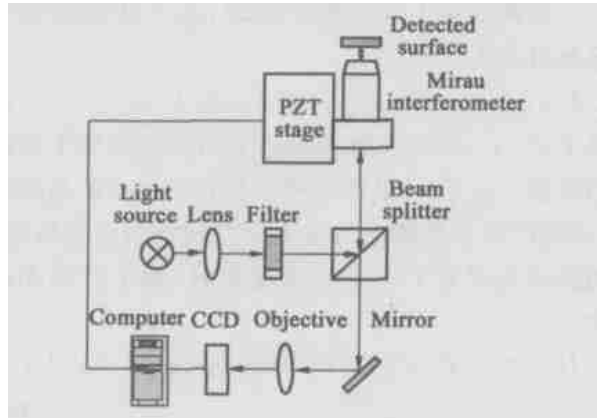 Detected
surface
Mirau
interferometer
PZT
stage
Beam
splitter
Light
source
Lens
Filter
Computer
CCD
Objective
Mirror